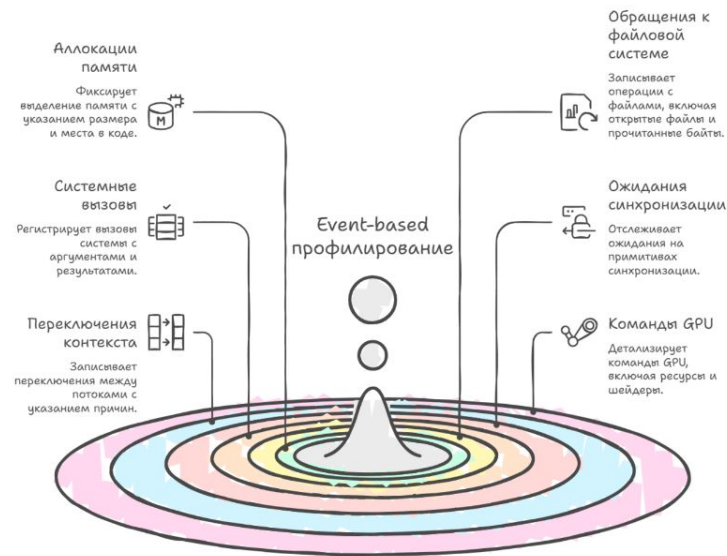 Аллокации
памяти
Фиксирует
выделение памяти с
указанием размера
и места в коде.
M
Системные
вызовы
Регистрирует вызовы
системы с
аргументами и
результатами.
Переключения
контекста
Записывает
переключения между
потоками с
указанием причин.
Event-based
профилирование
Обращения к
файловой
системе
Записывает
операции с
файлами, включая
открытые файлы и
прочитанные байты.
Ожидания
синхронизации
Отслеживает
ожидания на
примитивах
синхронизации.
Команды GPU
Детализирует
команды GPU,
включая ресурсы и
шейдеры.